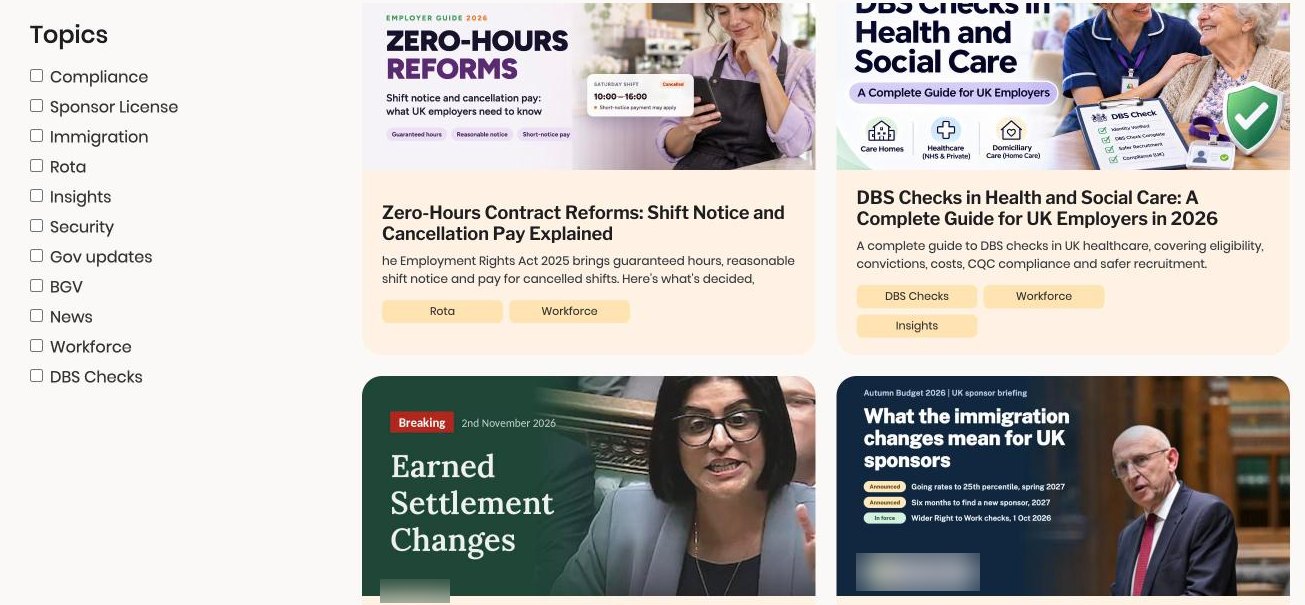 Topics
Compliance
Sponsor License
Immigration
Rota
Insights
Security
Gov updates
BGV
News
Workforce
DBS Checks
EMPLOYER GUIDE 2026
ZERO-HOURS
REFORMS
Shift notice and cancellation pay:
what UK employers need to know
Guaranteed hours
Reasonable notice
Short-notice pay
SATURDAY SHIFT
Cancelled
10:00—16:00
Short-notice payment may apply
Zero-Hours Contract Reforms: Shift Notice and
Cancellation Pay Explained
he Employment Rights Act 2025 brings guaranteed hours, reasonable
shift notice and pay for cancelled shifts. Here's what's decided,
Rota
Workforce
DBS Checks in
Health and
Social Care
A Complete Guide for UK Employers
Care Homes
Healthcare
(NHS & Private)
Domiciliary
Care (Home Care)
DBS Check
Identity Verified
DBS Check Complete
Safer Recruitment
Compliance (UK)
DBS Checks in Health and Social Care: A
Complete Guide for UK Employers in 2026
A complete guide to DBS checks in UK healthcare, covering eligibility,
convictions, costs, CQC compliance and safer recruitment.
DBS Checks
Workforce
Insights
Breaking
2nd November 2026
Earned
Settlement
Changes
Autumn Budget 2026 | UK sponsor briefing
What the immigration
changes mean for UK
sponsors
Announced Going rates to 25th percentile, spring 2027
Announced Six months to find a new sponsor, 2027
In force Wider Right to Work checks, 1 Oct 2026